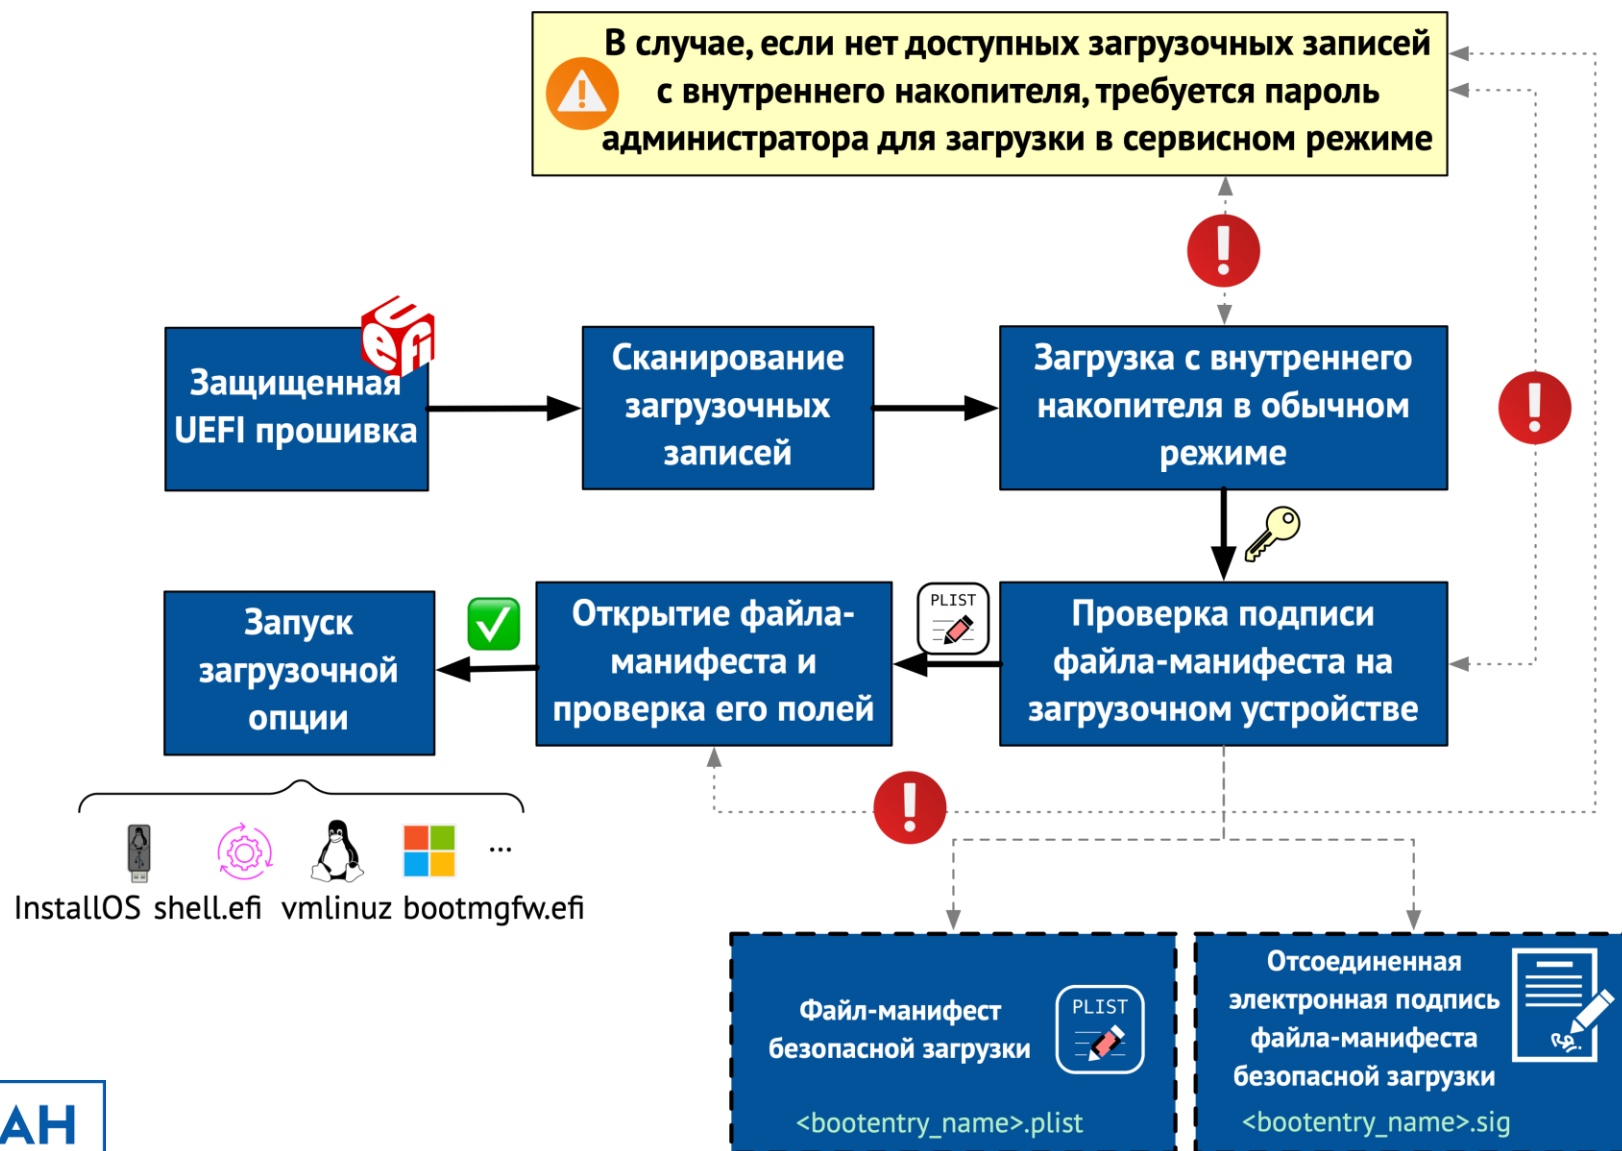 В случае, если нет доступных загрузочных записей
с внутреннего накопителя, требуется пароль
администратора для загрузки в сервисном режиме
Защищенная
UEFI прошивка
uefi
Сканирование
загрузочных
записей
Загрузка с внутреннего
накопителя в обычном
режиме
Запуск
загрузочной
опции
Открытие файла-
манифеста и
проверка его полей
PLIST
Проверка подписи
файла-манифеста на
загрузочном устройстве
...
InstallOS shell.efi vmlinuz bootmgfw.efi
Файл-манифест
безопасной загрузки
PLIST
<bootentry_name>.plist
Отсоединенная
электронная подпись
файла-манифеста
безопасной загрузки
<bootentry_name>.sig
АН